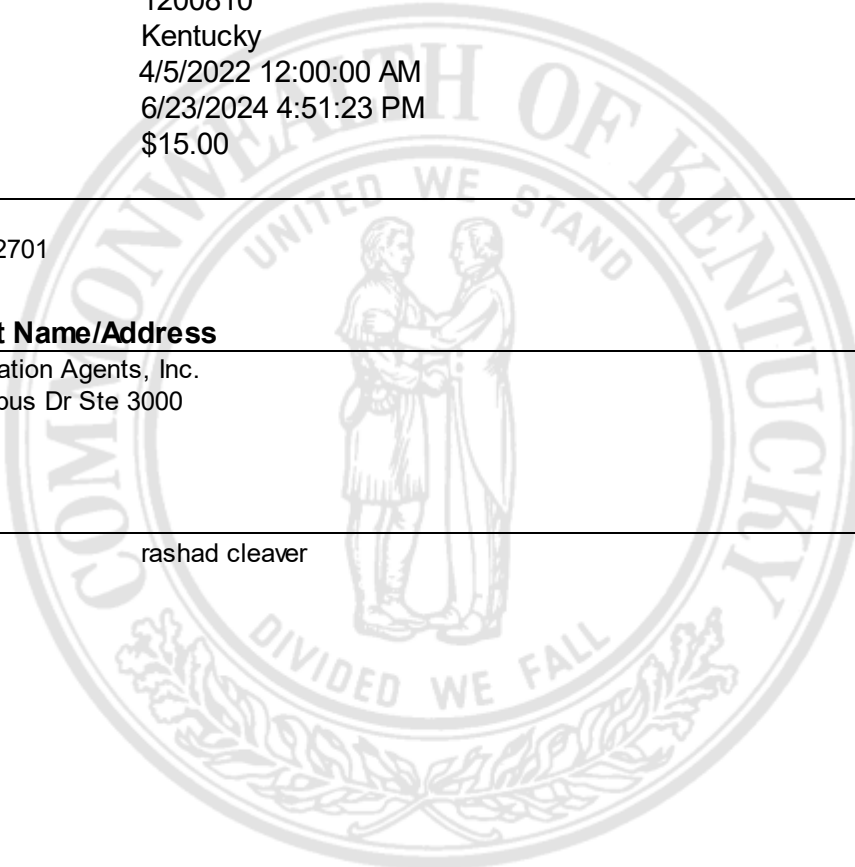 1200810
Kentucky
4/5/2022 12:00:00 AM
6/23/2024 4:51:23 PM
$15.00
2701
t Name/Address
ation Agents, Inc.
ous Dr Ste 3000
rashad cleaver
COMMONWEALTH OF KENTUCKY
UNITED WE STAND
DIVIDED WE FALL